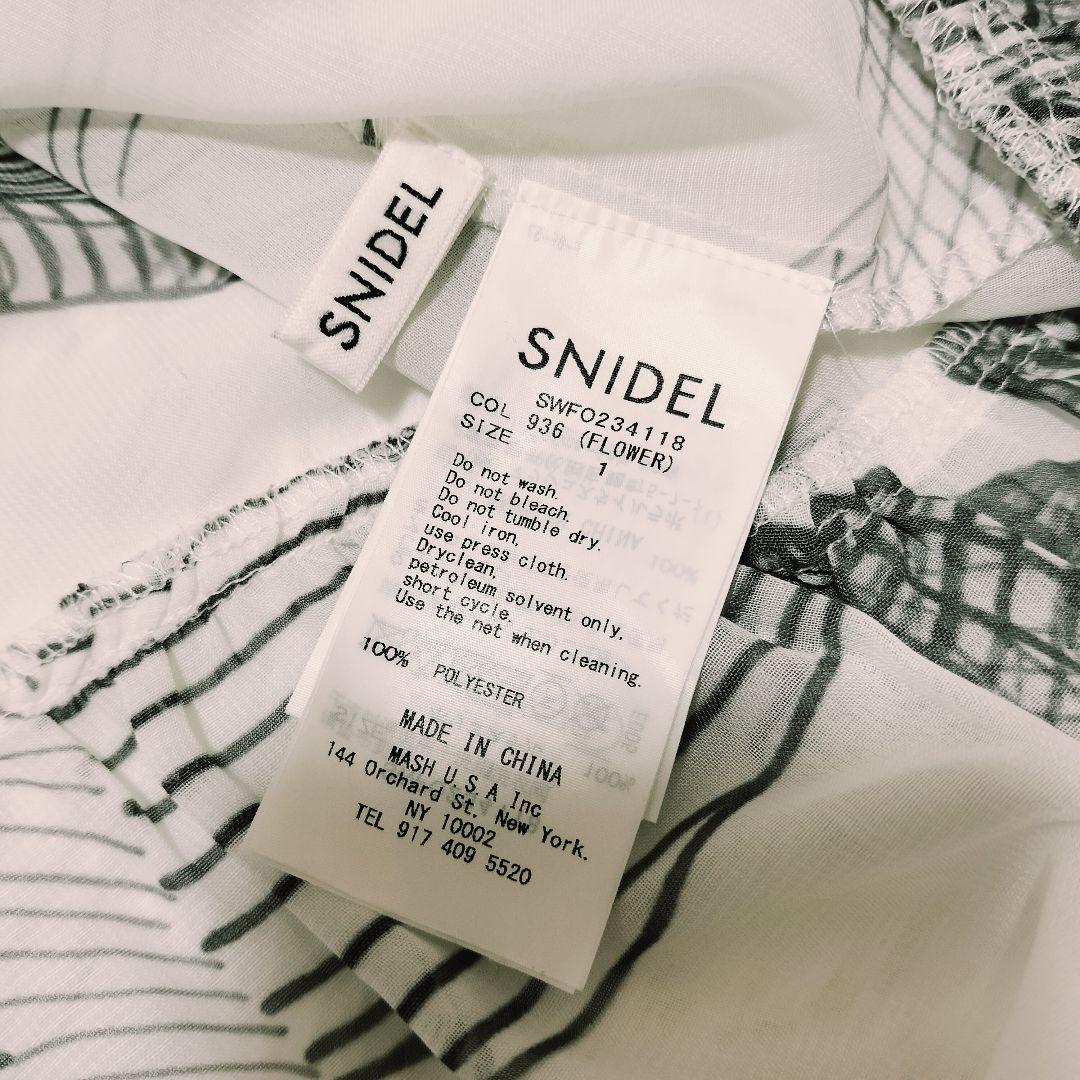 SNIDEL
SNIDEL
SWFO234118
COL 936 (FLOWER)
SIZE 1
Do not wash.
Do not bleach.
Do not tumble dry.
Cool iron,
use press cloth.
Dryclean,
petroleum solvent only,
short cycle.
Use the net when cleaning.
100% POLYESTER
MADE IN CHINA
MASH U.S.A Inc
144 Orchard St. New York.
NY 10002
TEL 917 409 5520